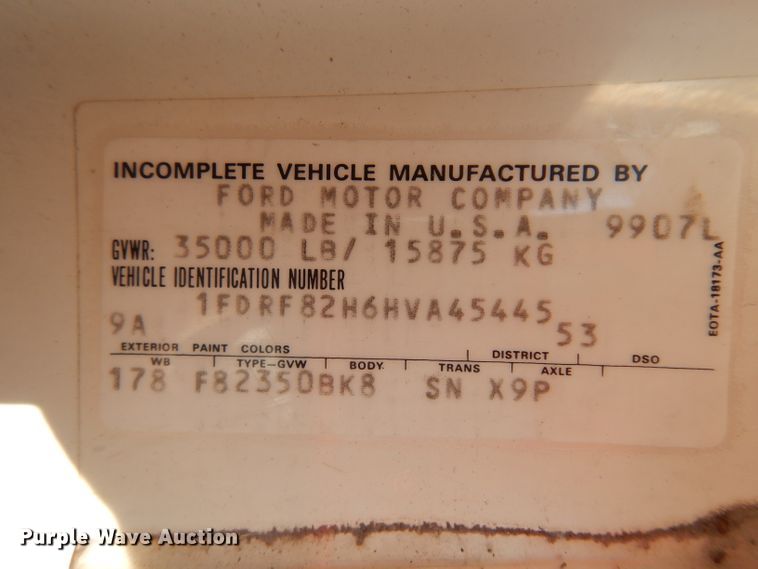 INCOMPLETE VEHICLE MANUFACTURED BY
FORD MOTOR COMPANY
MADE IN U.S.A. 9907L
GVWR: 35000 LB/ 15875 KG
VEHICLE IDENTIFICATION NUMBER
1FDRF82H6HVA45445
9A 53
EXTERIOR PAINT COLORS DISTRICT DSO
WB TYPE-GVW BODY TRANS AXLE
178 F82350BK8 SN X9P
EOTA-18173-AA
Purple Wave Auction